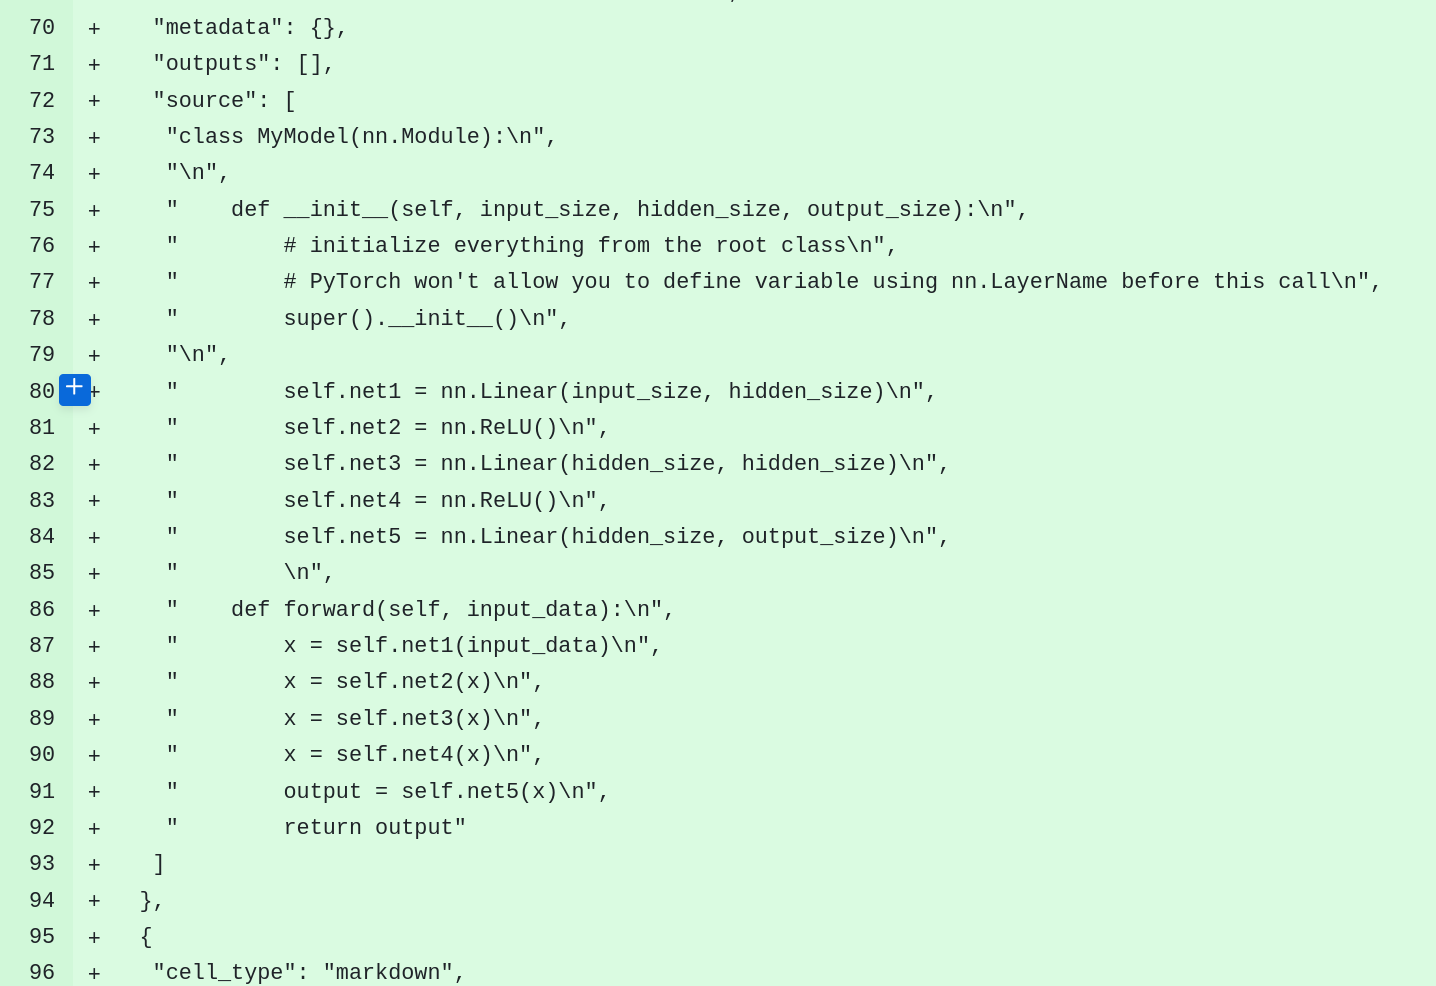 70 +    "metadata": {},
71 +    "outputs": [],
72 +    "source": [
73 +     "class MyModel(nn.Module):\n",
74 +     "\n",
75 +     "    def __init__(self, input_size, hidden_size, output_size):\n",
76 +     "        # initialize everything from the root class\n",
77 +     "        # PyTorch won't allow you to define variable using nn.LayerName before this call\n",
78 +     "        super().__init__()\n",
79 +     "\n",
80 +     "        self.net1 = nn.Linear(input_size, hidden_size)\n",
81 +     "        self.net2 = nn.ReLU()\n",
82 +     "        self.net3 = nn.Linear(hidden_size, hidden_size)\n",
83 +     "        self.net4 = nn.ReLU()\n",
84 +     "        self.net5 = nn.Linear(hidden_size, output_size)\n",
85 +     "        \n",
86 +     "    def forward(self, input_data):\n",
87 +     "        x = self.net1(input_data)\n",
88 +     "        x = self.net2(x)\n",
89 +     "        x = self.net3(x)\n",
90 +     "        x = self.net4(x)\n",
91 +     "        output = self.net5(x)\n",
92 +     "        return output"
93 +    ]
94 +   },
95 +   {
96 +    "cell_type": "markdown",